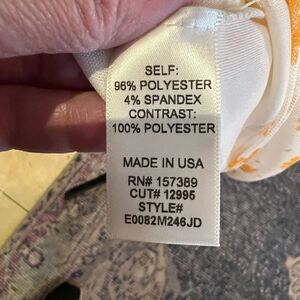 SELF:
96% POLYESTER
4% SPANDEX
CONTRAST:
100% POLYESTER
MADE IN USA
RN# 157389
CUT# 12995
STYLE#
E0082M246JD